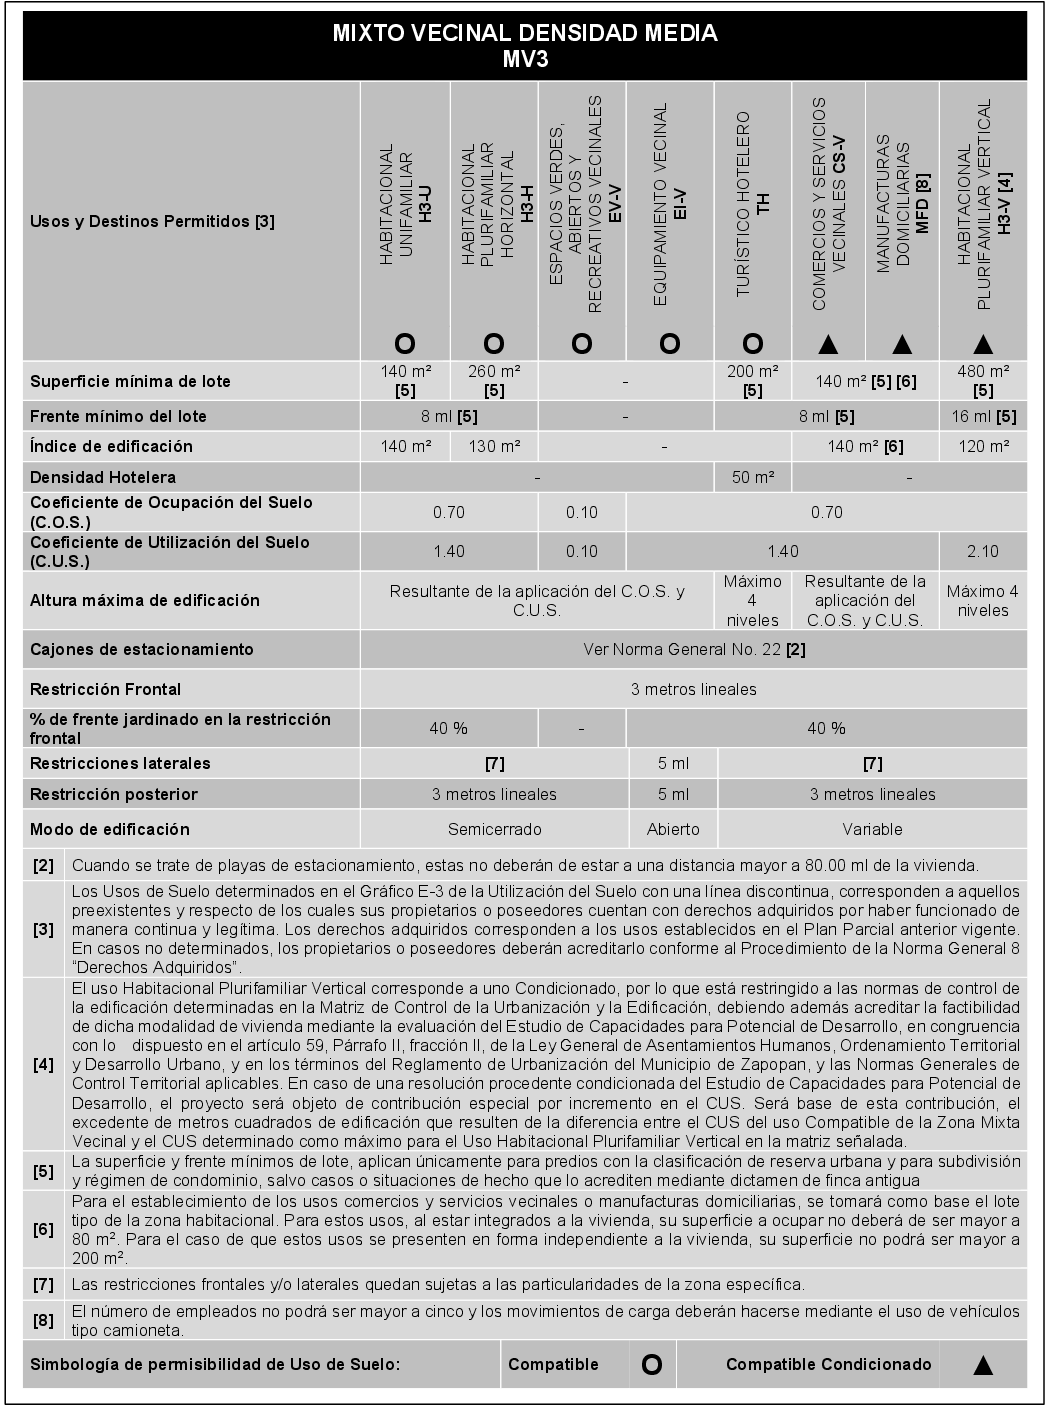 MIXTO VECINAL DENSIDAD MEDIA
MV3
Usos y Destinos Permitidos [3]
HABITACIONAL
UNIFAMILIAR
H3-U
HABITACIONAL
PLURIFAMILIAR
HORIZONTAL
H3-H
ESPACIOS VERDES,
ABIERTOS Y
RECREATIVOS VECINALES
EV-V
EQUIPAMIENTO VECINAL
EI-V
TURÍSTICO HOTELERO
TH
COMERCIOS Y SERVICIOS
VECINALES CS-V
MANUFACTURAS
DOMICILIARIAS
MFD [8]
HABITACIONAL
PLURIFAMILIAR VERTICAL
H3-V [4]
O O O O O ▲ ▲ ▲
Superficie mínima de lote
140 m²
[5]
260 m²
[5]
-
200 m²
[5]
140 m² [5] [6]
480 m²
[5]
Frente mínimo del lote
8 ml [5]
-
8 ml [5]
16 ml [5]
Índice de edificación
140 m²
130 m²
-
140 m² [6]
120 m²
Densidad Hotelera
-
50 m²
-
Coeficiente de Ocupación del Suelo
(C.O.S.)
0.70
0.10
0.70
Coeficiente de Utilización del Suelo
(C.U.S.)
1.40
0.10
1.40
2.10
Altura máxima de edificación
Resultante de la aplicación del C.O.S. y
C.U.S.
Máximo
4
niveles
Resultante de la
aplicación del
C.O.S. y C.U.S.
Máximo 4
niveles
Cajones de estacionamiento
Ver Norma General No. 22 [2]
Restricción Frontal
3 metros lineales
% de frente jardinado en la restricción
frontal
40 %
-
40 %
Restricciones laterales
[7]
5 ml
[7]
Restricción posterior
3 metros lineales
5 ml
3 metros lineales
Modo de edificación
Semicerrado
Abierto
Variable
[2]
Cuando se trate de playas de estacionamiento, estas no deberán de estar a una distancia mayor a 80.00 ml de la vivienda.
[3]
Los Usos de Suelo determinados en el Gráfico E-3 de la Utilización del Suelo con una línea discontinua, corresponden a aquellos
preexistentes y respecto de los cuales sus propietarios o poseedores cuentan con derechos adquiridos por haber funcionado de
manera continua y legítima. Los derechos adquiridos corresponden a los usos establecidos en el Plan Parcial anterior vigente.
En casos no determinados, los propietarios o poseedores deberán acreditarlo conforme al Procedimiento de la Norma General 8
“Derechos Adquiridos”.
[4]
El uso Habitacional Plurifamiliar Vertical corresponde a uno Condicionado, por lo que está restringido a las normas de control de
la edificación determinadas en la Matriz de Control de la Urbanización y la Edificación, debiendo además acreditar la factibilidad
de dicha modalidad de vivienda mediante la evaluación del Estudio de Capacidades para Potencial de Desarrollo, en congruencia
con lo dispuesto en el artículo 59, Párrafo II, fracción II, de la Ley General de Asentamientos Humanos, Ordenamiento Territorial
y Desarrollo Urbano, y en los términos del Reglamento de Urbanización del Municipio de Zapopan, y las Normas Generales de
Control Territorial aplicables. En caso de una resolución procedente condicionada del Estudio de Capacidades para Potencial de
Desarrollo, el proyecto será objeto de contribución especial por incremento en el CUS. Será base de esta contribución, el
excedente de metros cuadrados de edificación que resulten de la diferencia entre el CUS del uso Compatible de la Zona Mixta
Vecinal y el CUS determinado como máximo para el Uso Habitacional Plurifamiliar Vertical en la matriz señalada.
[5]
La superficie y frente mínimos de lote, aplican únicamente para predios con la clasificación de reserva urbana y para subdivisión
y régimen de condominio, salvo casos o situaciones de hecho que lo acrediten mediante dictamen de finca antigua
[6]
Para el establecimiento de los usos comercios y servicios vecinales o manufacturas domiciliarias, se tomará como base el lote
tipo de la zona habitacional. Para estos usos, al estar integrados a la vivienda, su superficie a ocupar no deberá de ser mayor a
80 m². Para el caso de que estos usos se presenten en forma independiente a la vivienda, su superficie no podrá ser mayor a
200 m².
[7]
Las restricciones frontales y/o laterales quedan sujetas a las particularidades de la zona específica.
[8]
El número de empleados no podrá ser mayor a cinco y los movimientos de carga deberán hacerse mediante el uso de vehículos
tipo camioneta.
Simbología de permisibilidad de Uso de Suelo:
Compatible
O
Compatible Condicionado
▲